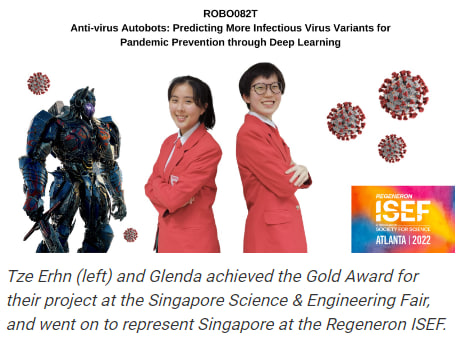 ROBO082T
Anti-virus Autobots: Predicting More Infectious Virus Variants for
Pandemic Prevention through Deep Learning
REGENERON
ISEF
SOCIETY FOR SCIENCE
ATLANTA | 2022
Tze Erhn (left) and Glenda achieved the Gold Award for
their project at the Singapore Science & Engineering Fair,
and went on to represent Singapore at the Regeneron ISEF.